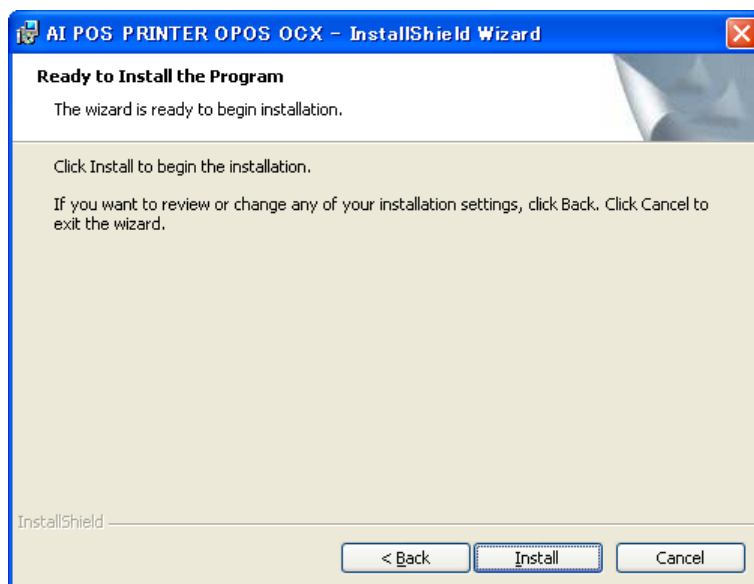 AI POS PRINTER OPOS OCX - InstallShield Wizard
Ready to Install the Program
The wizard is ready to begin installation.
Click Install to begin the installation.
If you want to review or change any of your installation settings, click Back. Click Cancel to
exit the wizard.
InstallShield
< Back
Install
Cancel